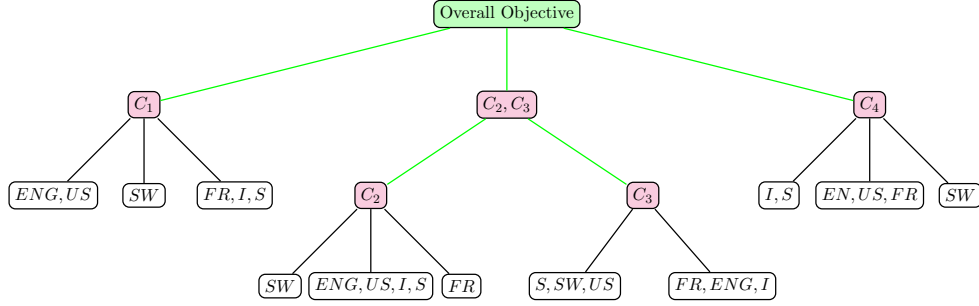 Overall Objective
C₁
C₂, C₃
C₄
ENG, US
SW
FR, I, S
C₂
C₃
I, S
EN, US, FR
SW
SW
ENG, US, I, S
FR
S, SW, US
FR, ENG, I